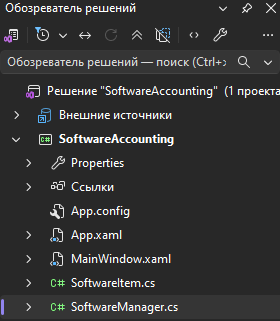 Обозреватель решений
Обозреватель решений — поиск (Ctrl+ж
Решение "SoftwareAccounting" (1 проекта
Внешние источники
C# SoftwareAccounting
Properties
Ссылки
App.config
App.xaml
MainWindow.xaml
C# SoftwareItem.cs
C# SoftwareManager.cs